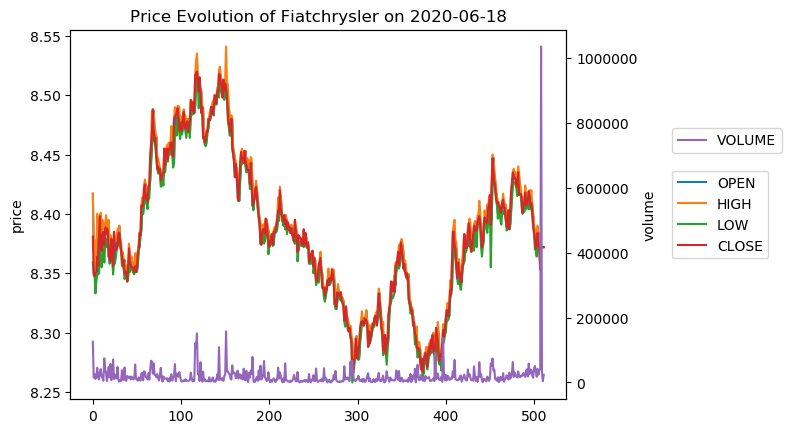 Price Evolution of Fiatchrysler on 2020-06-18
8.55
8.50
8.45
8.40
8.35
8.30
8.25
price
0
100
200
300
400
500
1000000
800000
600000
400000
200000
0
volume
VOLUME
OPEN
HIGH
LOW
CLOSE